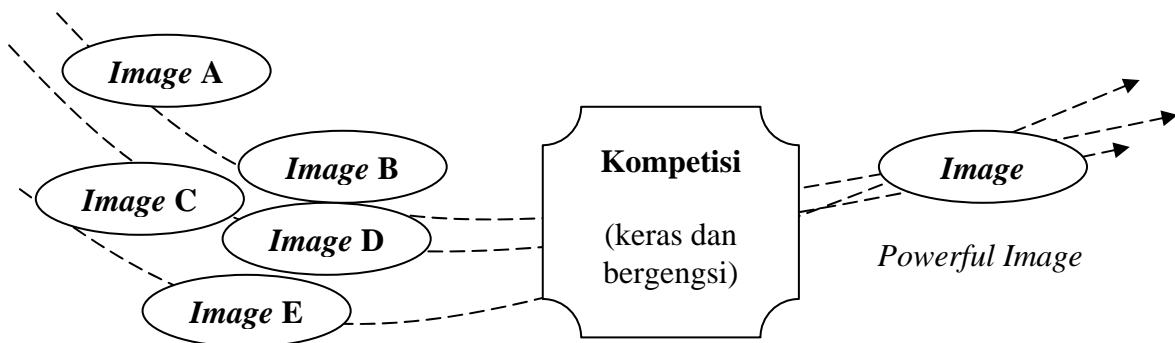 Image A
Image B
Image C
Image D
Image E
Kompetisi
(keras dan
bergengsi)
Image
Powerful Image